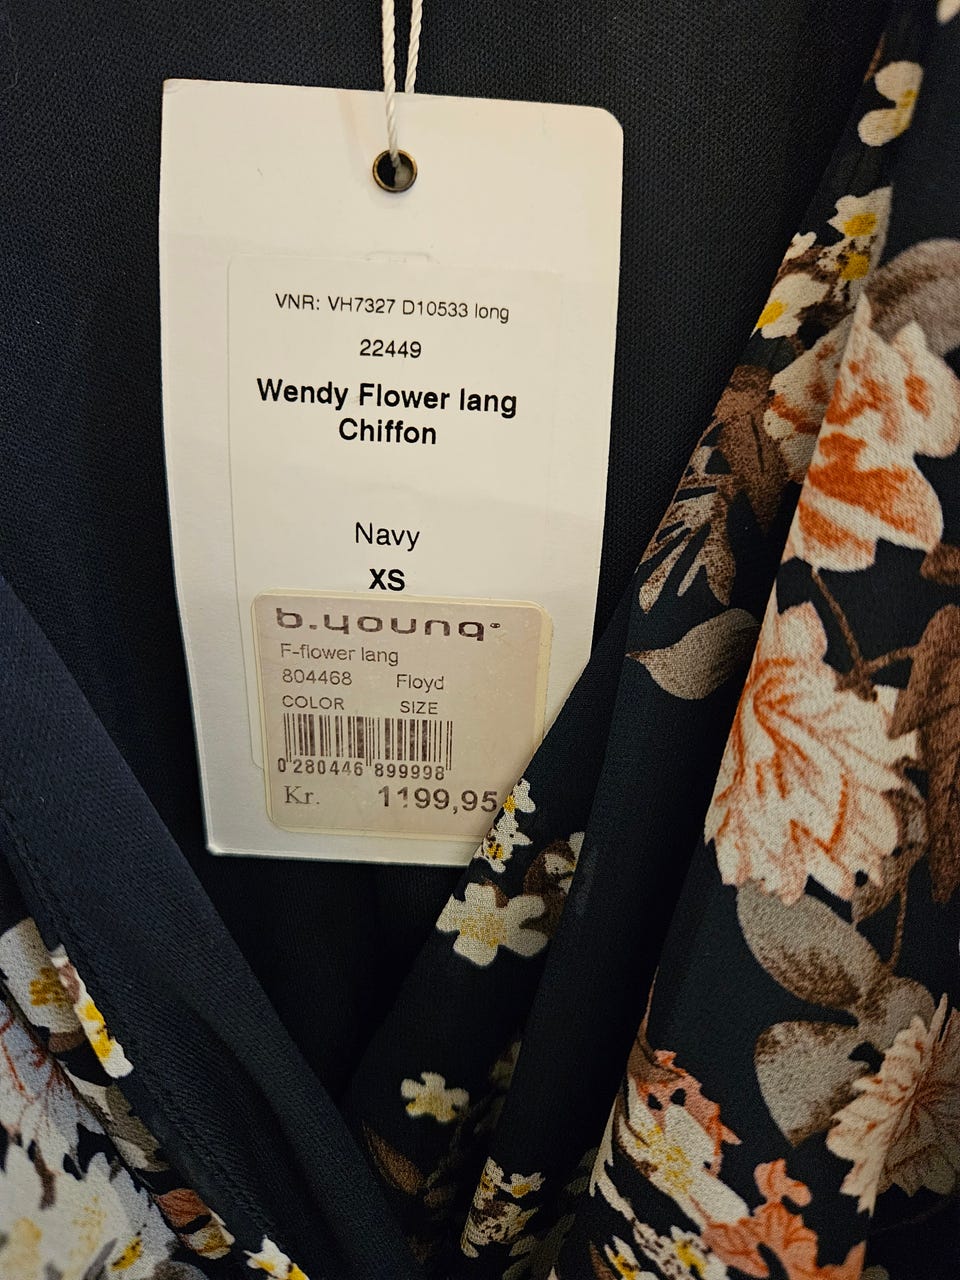 VNR: VH7327 D10533 long
22449
Wendy Flower lang
Chiffon
Navy
XS
b.young®
F-flower lang
804468 Floyd
COLOR SIZE
0 280446 899998
Kr. 1199,95